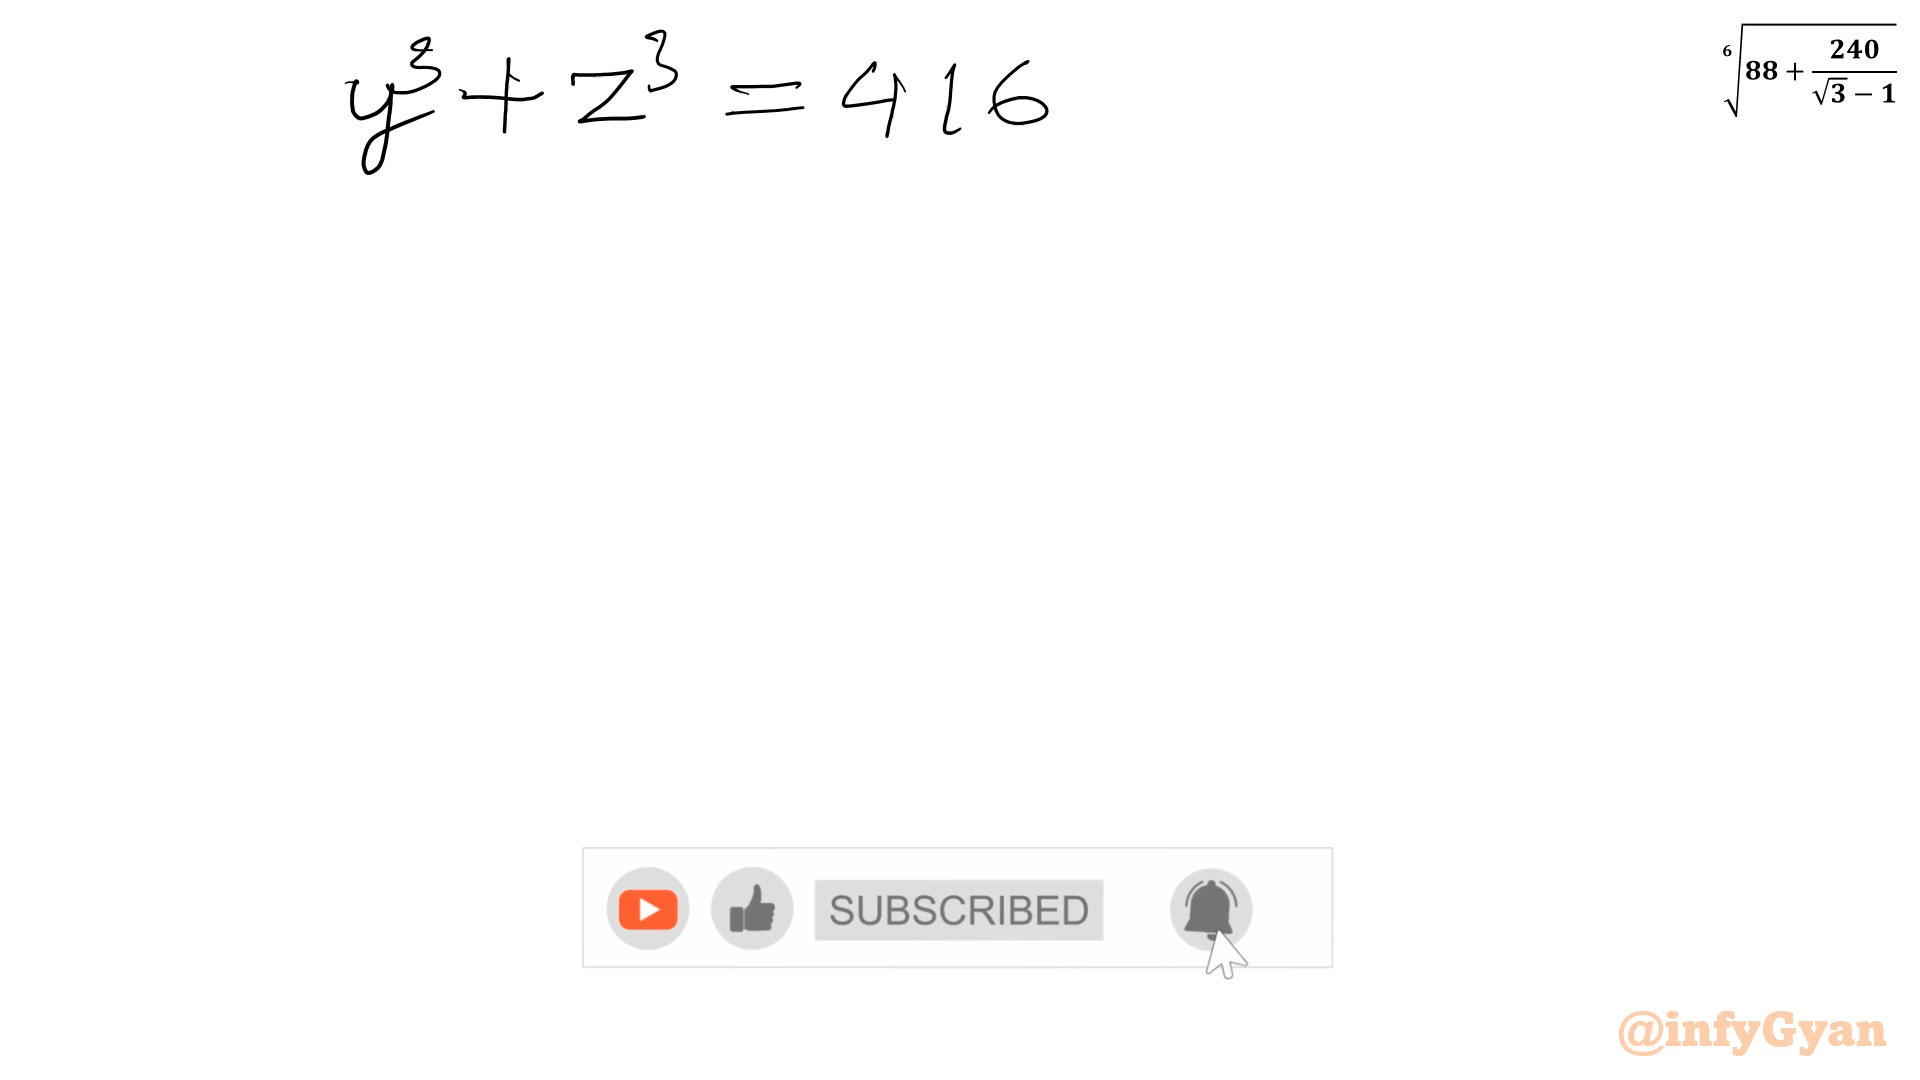 y³ + z³ = 416
⁶√(88 + 240/(√3 − 1))
SUBSCRIBED
@infyGyan